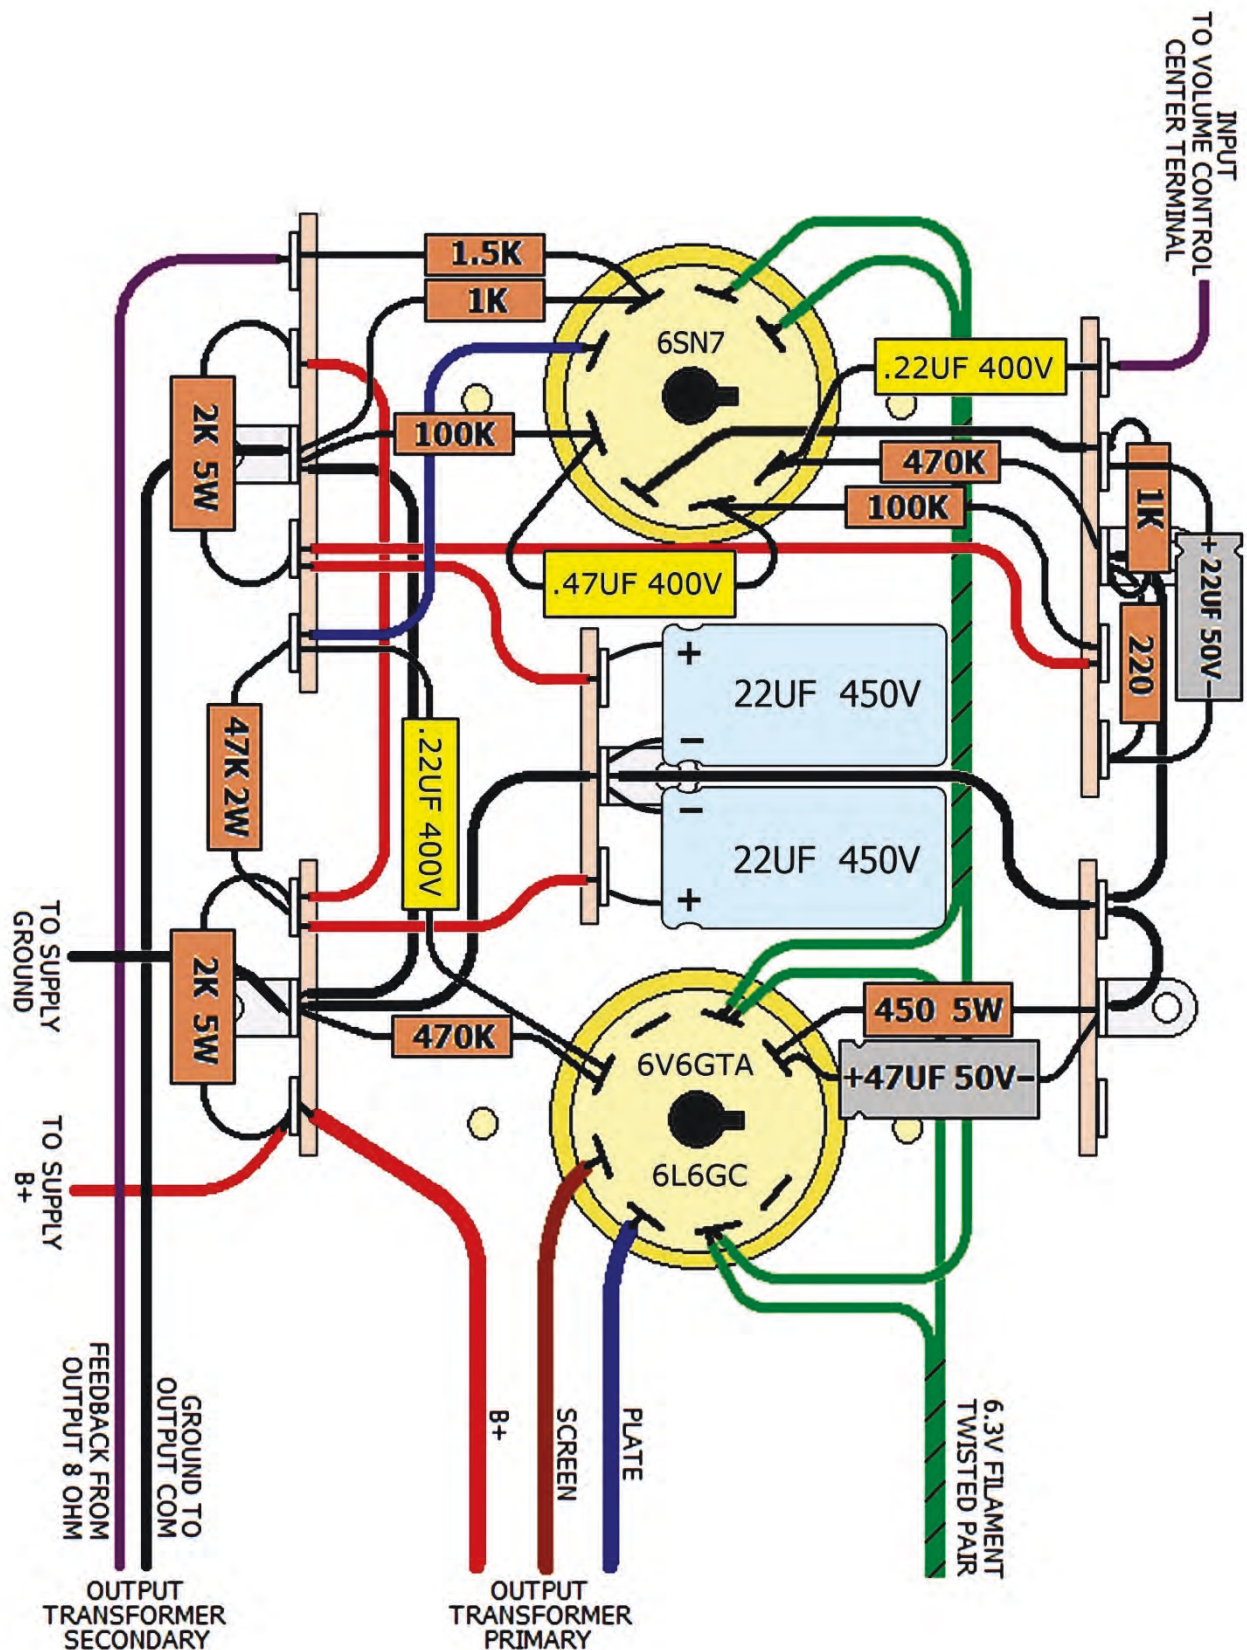 INPUT
TO VOLUME CONTROL
CENTER TERMINAL
1.5K
1K
6SN7
.22UF 400V
2K 5W
100K
470K
1K
100K
+22UF 50V-
.47UF 400V
220
+
22UF 450V
-
47K 2W
.22UF 400V
-
22UF 450V
+
TO SUPPLY
GROUND
2K 5W
470K
450 5W
6V6GTA
+47UF 50V-
6L6GC
TO SUPPLY
B+
FEEDBACK FROM
OUTPUT 8 OHM
GROUND TO
OUTPUT COM
B+
SCREEN
PLATE
6.3V FILAMENT
TWISTED PAIR
OUTPUT
TRANSFORMER
SECONDARY
OUTPUT
TRANSFORMER
PRIMARY